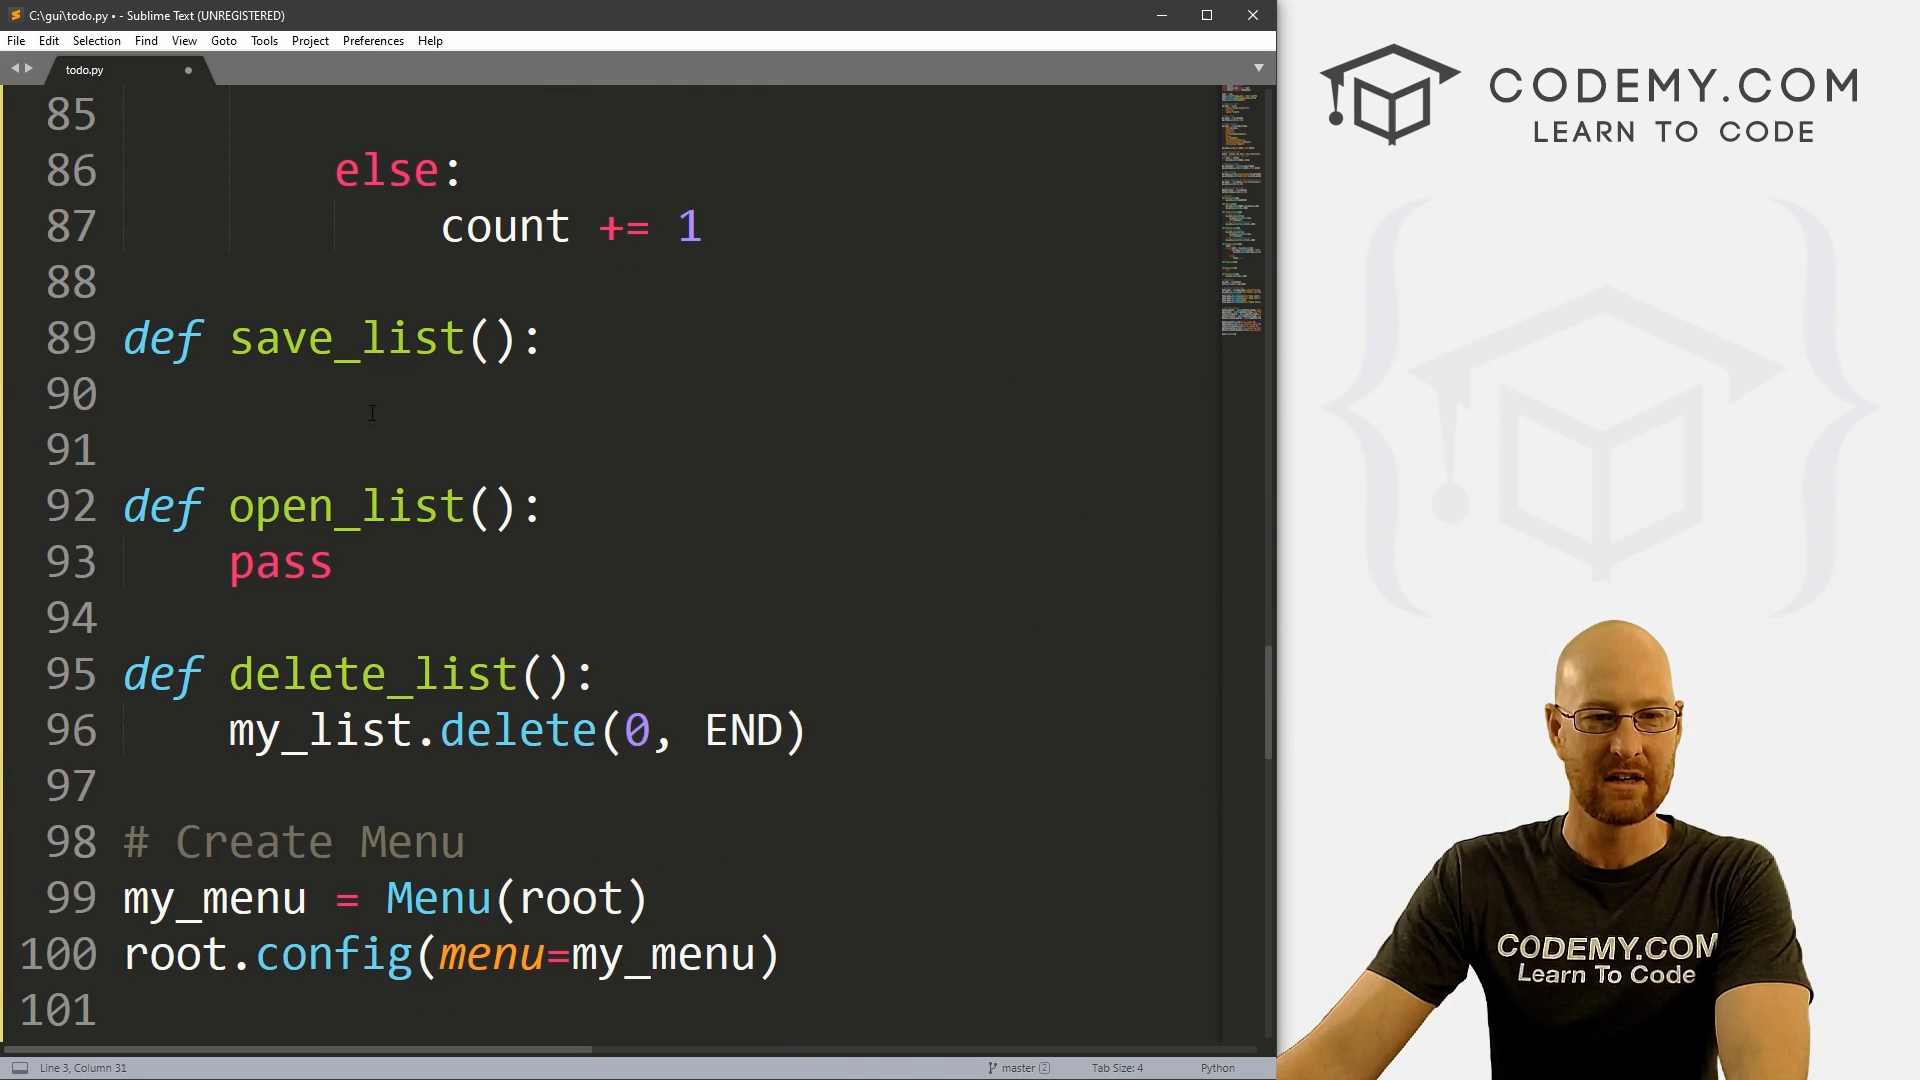 C:\gui\todo.py • - Sublime Text (UNREGISTERED)
File Edit Selection Find View Goto Tools Project Preferences Help
todo.py
85
86 else:
87 count += 1
88
89 def save_list():
90
91
92 def open_list():
93 pass
94
95 def delete_list():
96 my_list.delete(0, END)
97
98 # Create Menu
99 my_menu = Menu(root)
100 root.config(menu=my_menu)
101
Line 3, Column 31 master 2 Tab Size: 4 Python
CODEMY.COM
LEARN TO CODE
CODEMY.COM
Learn To Code